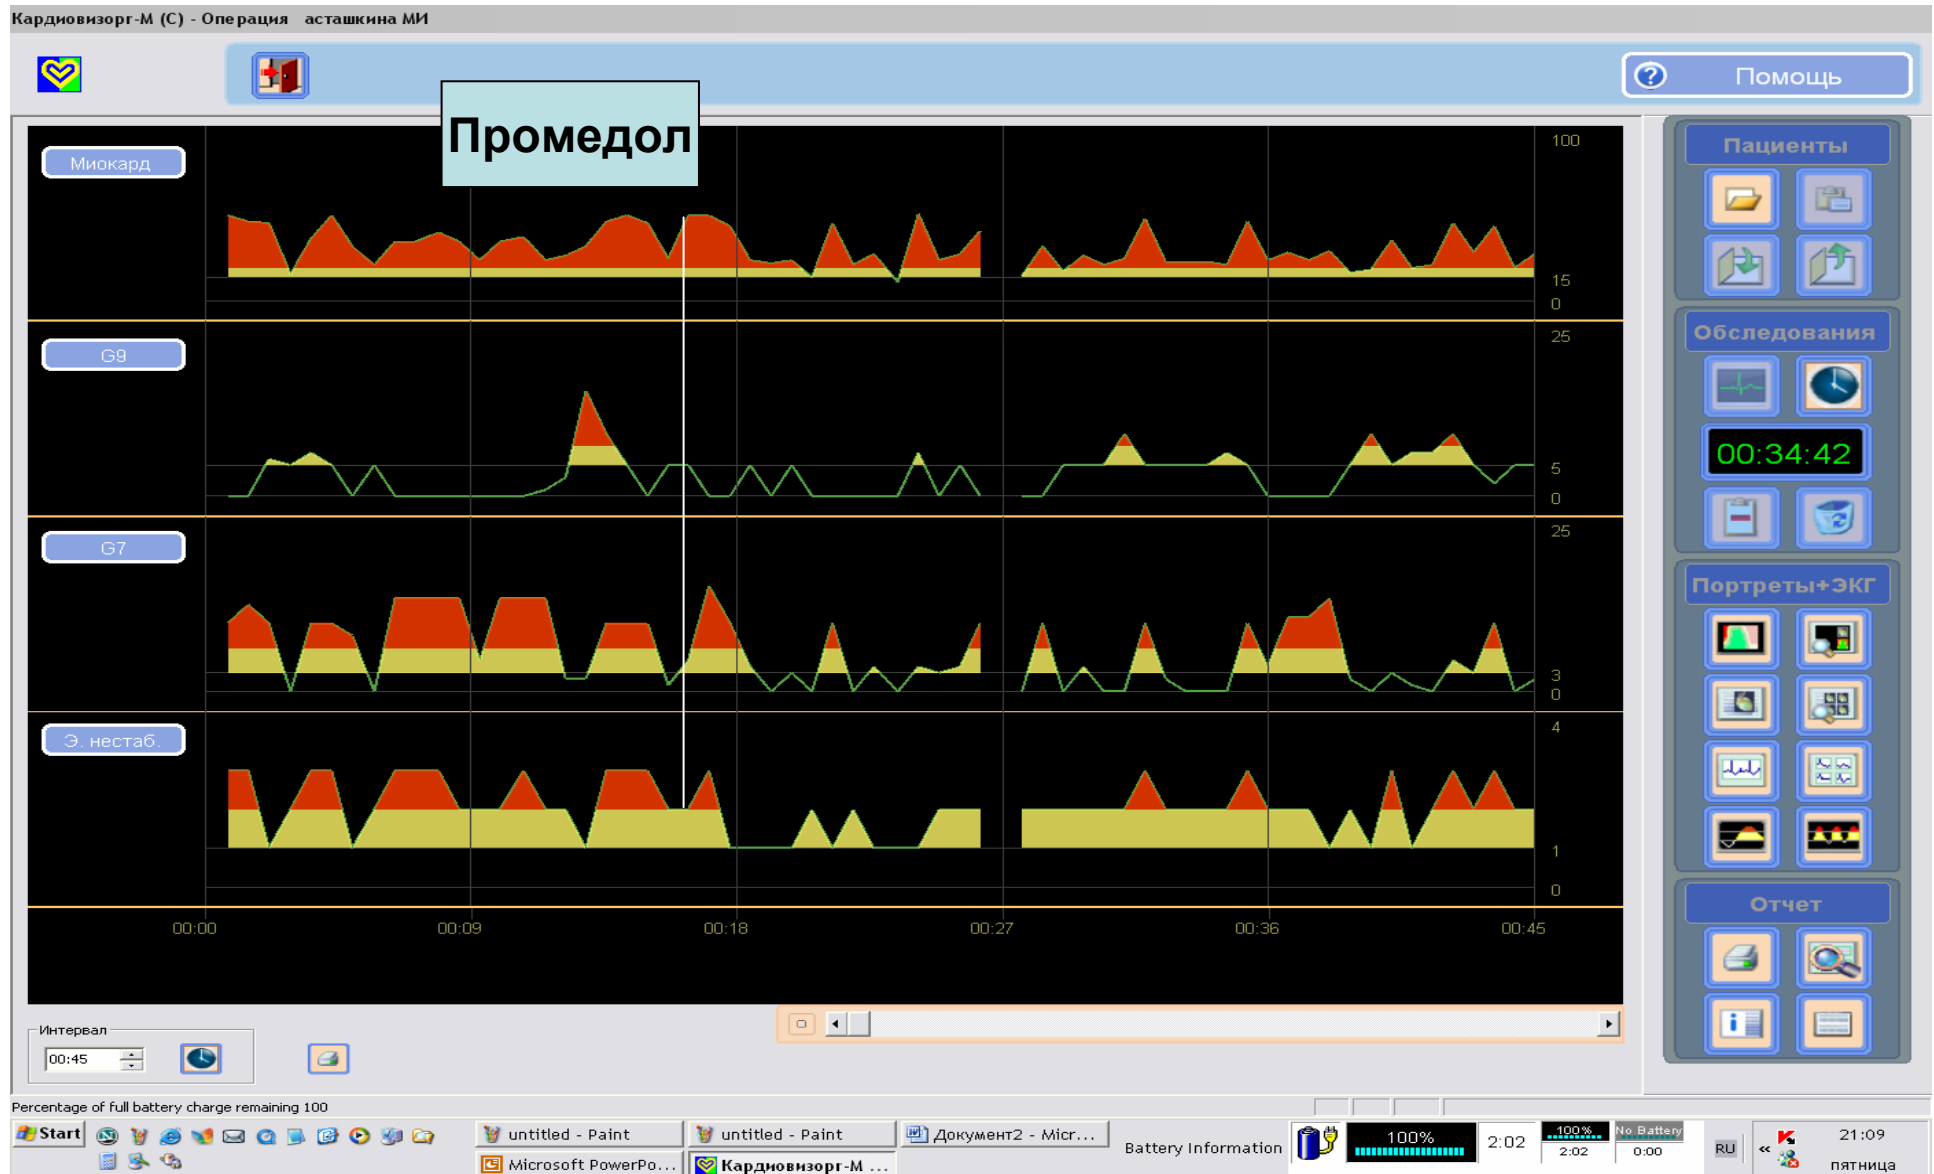 Кардиовизорг-М (С) - Операция асташкина МИ
Помощь
Промедол
Миокард
100
15
0
G9
25
5
0
G7
25
3
0
Э. нестаб.
4
1
0
00:00 00:09 00:18 00:27 00:36 00:45
Интервал
00:45
Пациенты
Обследования
00:34:42
Портреты+ЭКГ
Отчет
Percentage of full battery charge remaining 100
Start
untitled - Paint
untitled - Paint
Документ2 - Micr...
Microsoft PowerPo...
Кардиовизорг-М ...
Battery Information
100%
2:02
100%
2:02
No Battery
0:00
RU
«
21:09
пятница